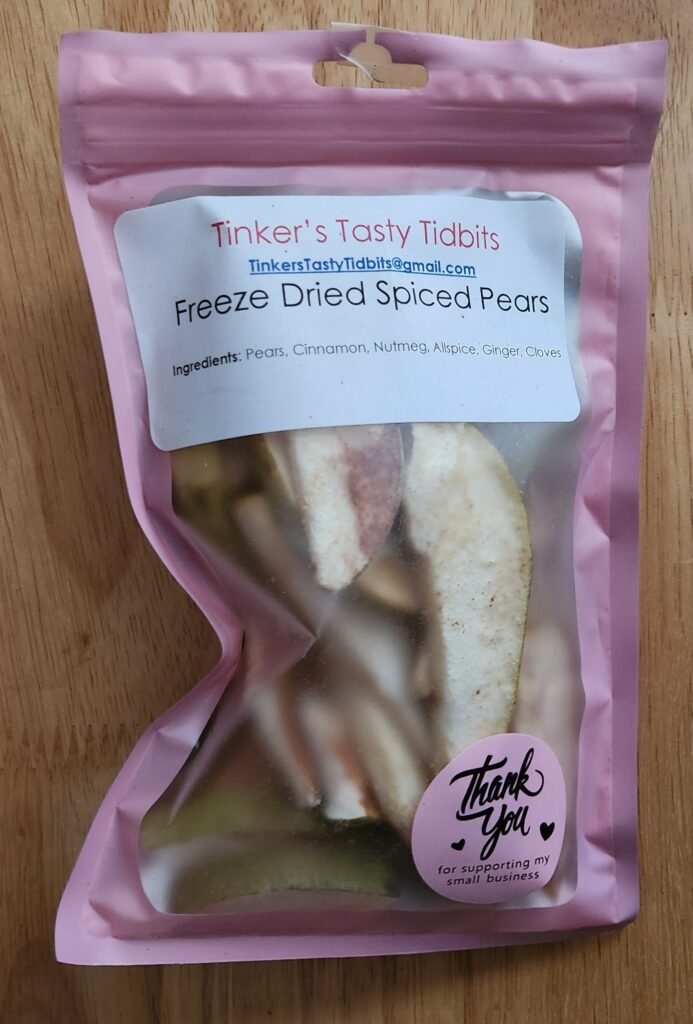 Tinker's Tasty Tidbits
TinkersTastyTidbits@gmail.com
Freeze Dried Spiced Pears
Ingredients: Pears, Cinnamon, Nutmeg, Allspice, Ginger, Cloves
Thank
You
for supporting my
small business